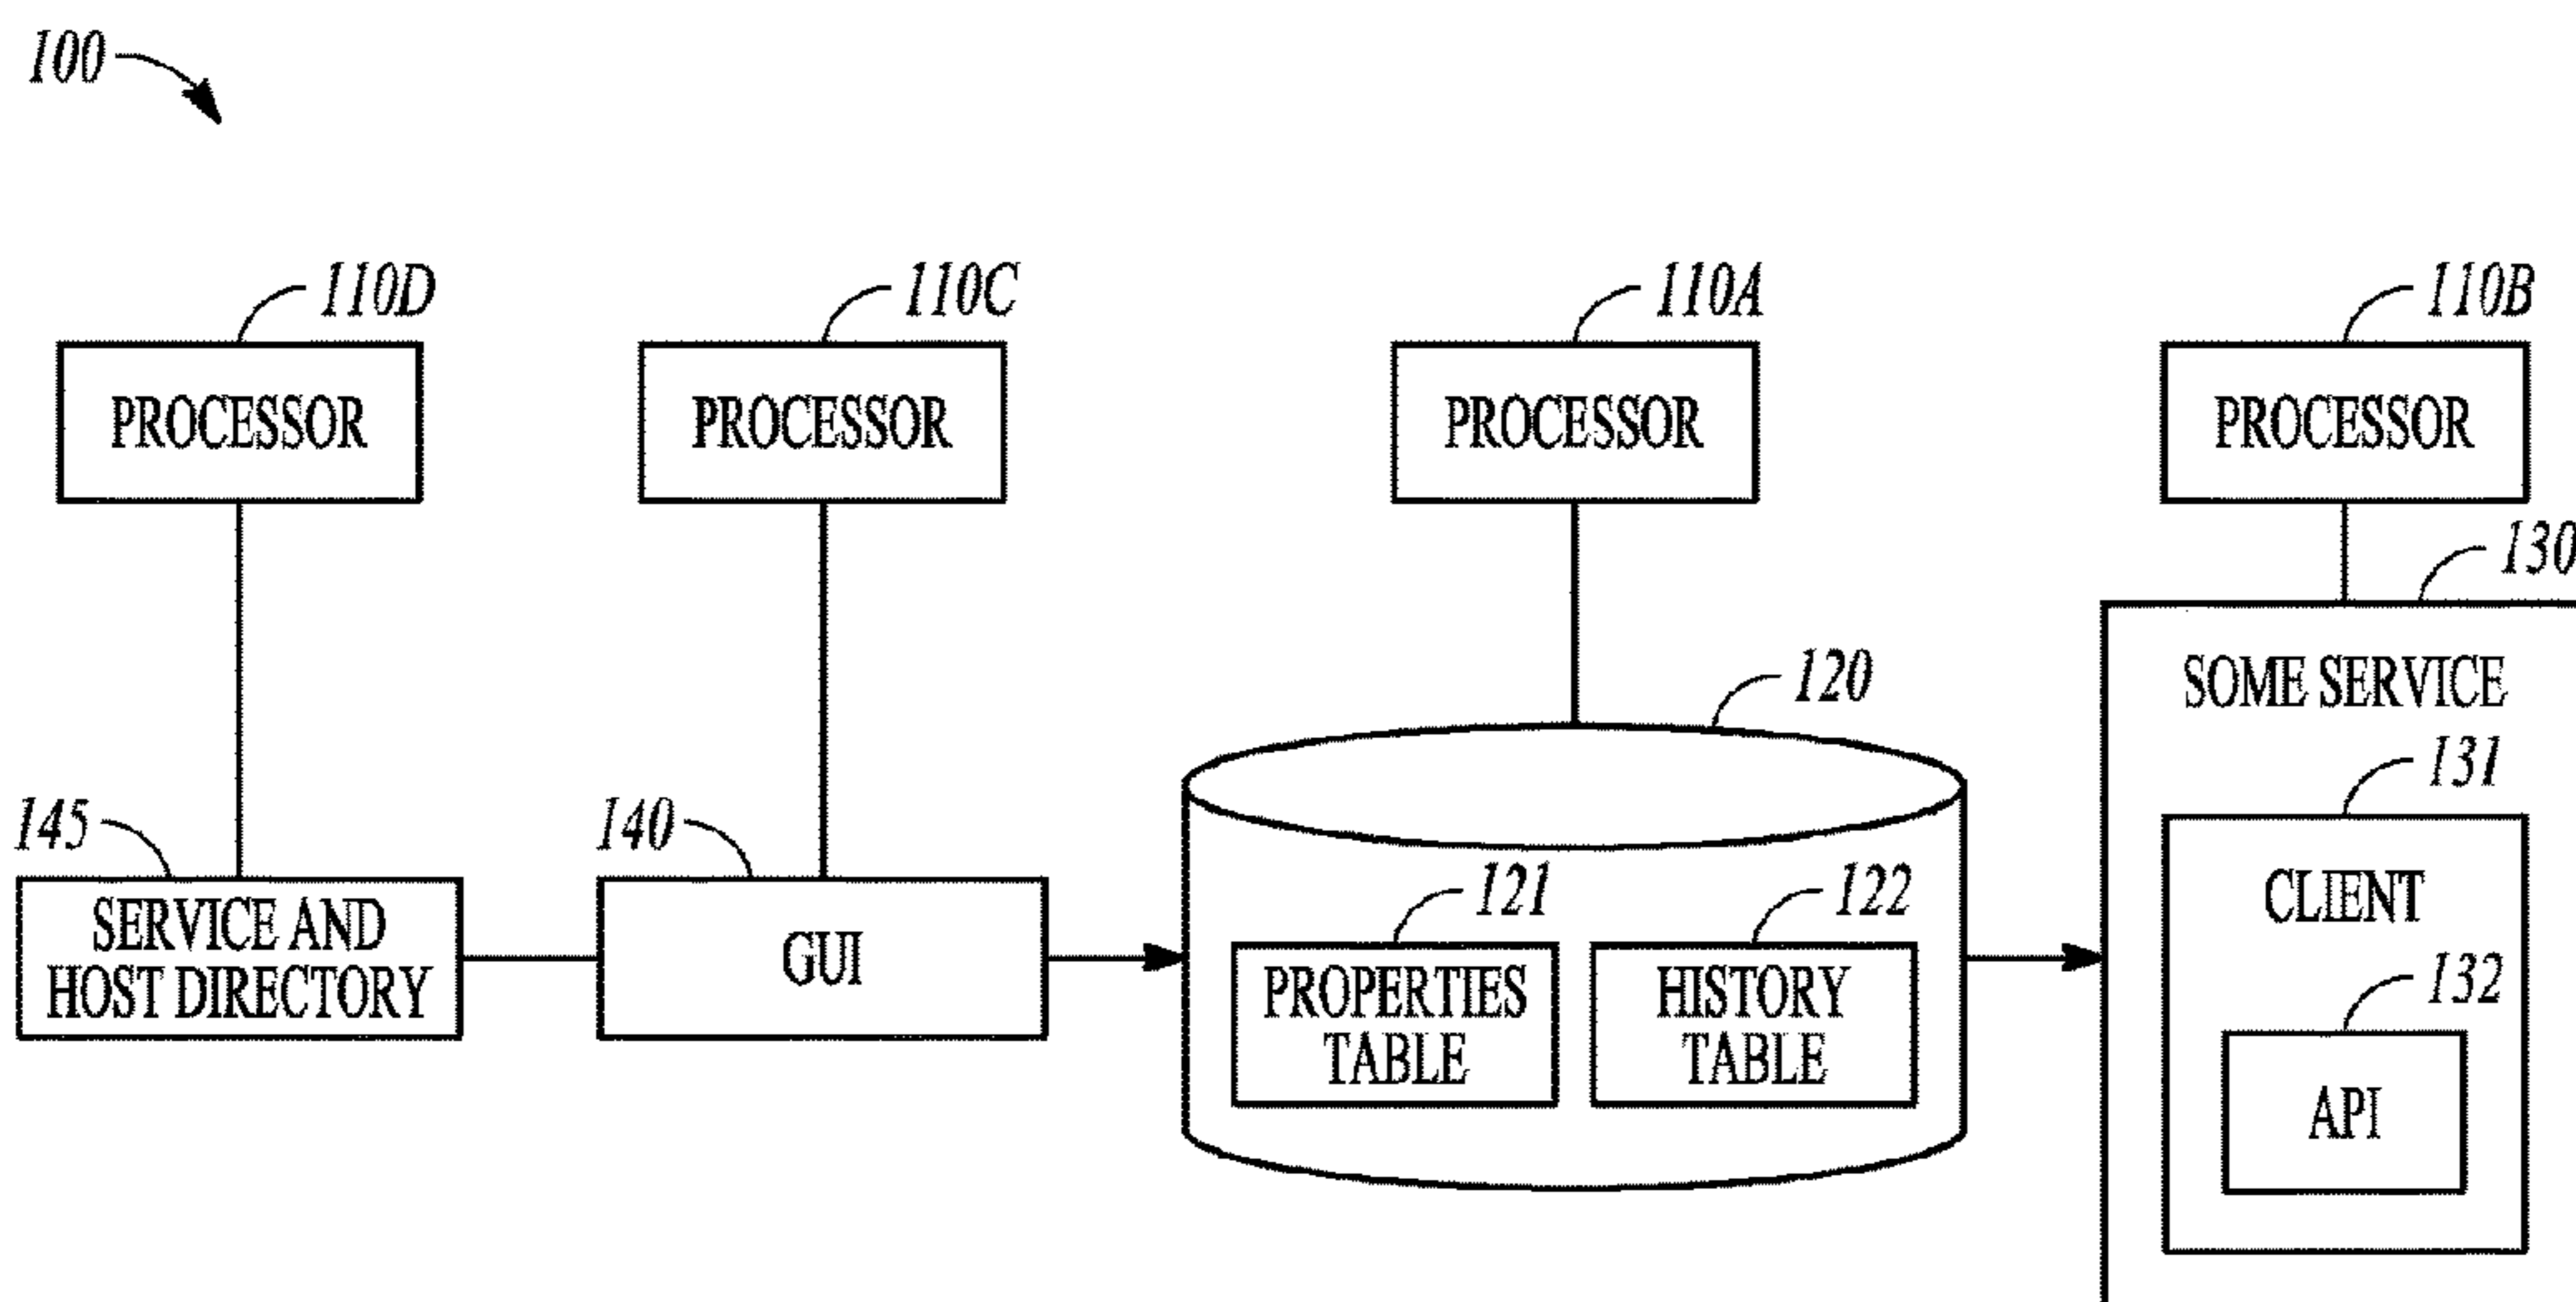 100
110D
110C
110A
110B
PROCESSOR
PROCESSOR
PROCESSOR
PROCESSOR
130
SOME SERVICE
120
131
145
140
CLIENT
121
122
SERVICE AND
HOST DIRECTORY
GUI
PROPERTIES
TABLE
HISTORY
TABLE
132
API